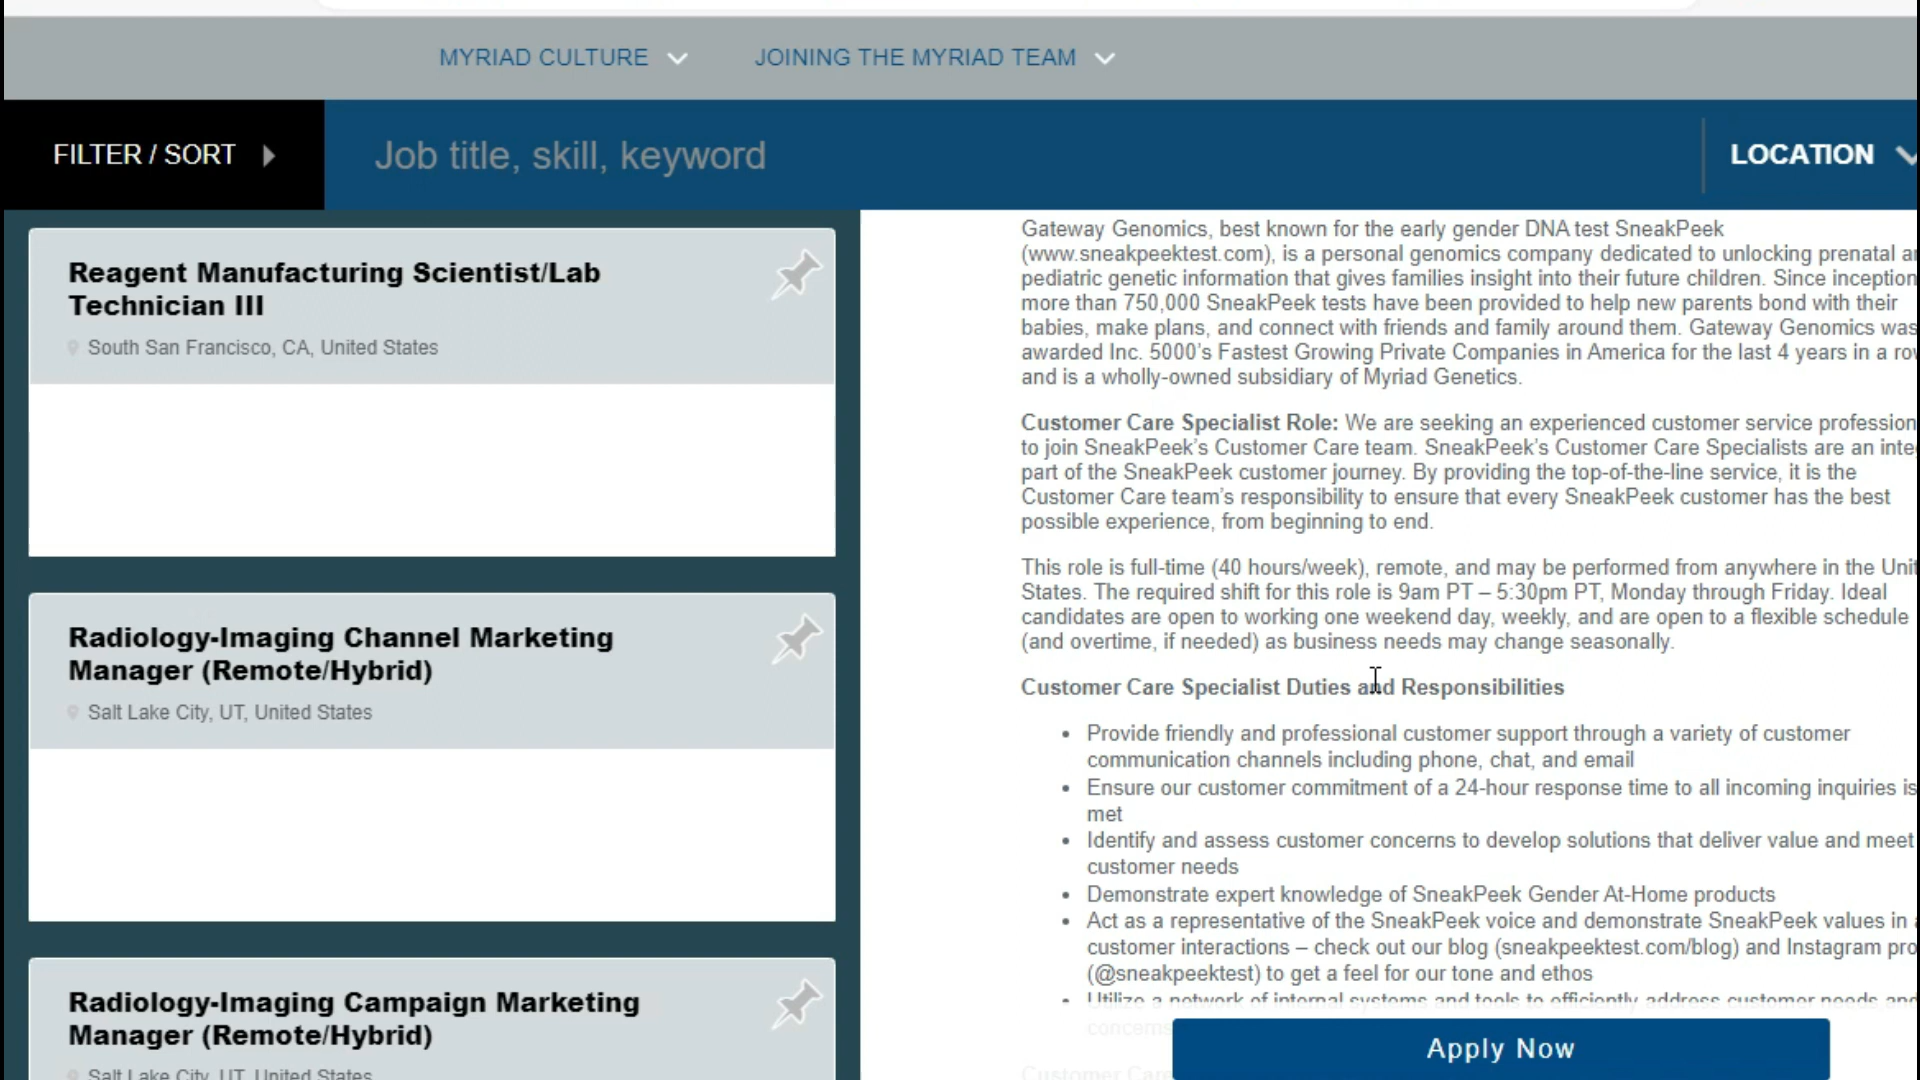 MYRIAD CULTURE
JOINING THE MYRIAD TEAM
FILTER / SORT
Job title, skill, keyword
LOCATION
Reagent Manufacturing Scientist/Lab
Technician III
South San Francisco, CA, United States
Radiology-Imaging Channel Marketing
Manager (Remote/Hybrid)
Salt Lake City, UT, United States
Radiology-Imaging Campaign Marketing
Manager (Remote/Hybrid)
Salt Lake City, UT, United States
Gateway Genomics, best known for the early gender DNA test SneakPeek
(www.sneakpeektest.com), is a personal genomics company dedicated to unlocking prenatal
pediatric genetic information that gives families insight into their future children. Since inception
more than 750,000 SneakPeek tests have been provided to help new parents bond with their
babies, make plans, and connect with friends and family around them. Gateway Genomics was
awarded Inc. 5000's Fastest Growing Private Companies in America for the last 4 years in a
and is a wholly-owned subsidiary of Myriad Genetics.
Customer Care Specialist Role: We are seeking an experienced customer service
to join SneakPeek's Customer Care team. SneakPeek's Customer Care Specialists are an
part of the SneakPeek customer journey. By providing the top-of-the-line service, it is the
Customer Care team's responsibility to ensure that every SneakPeek customer has the best
possible experience, from beginning to end.
This role is full-time (40 hours/week), remote, and may be performed from anywhere in the
States. The required shift for this role is 9am PT – 5:30pm PT, Monday through Friday. Ideal
candidates are open to working one weekend day, weekly, and are open to a flexible schedule
(and overtime, if needed) as business needs may change seasonally.
Customer Care Specialist Duties and Responsibilities
• Provide friendly and professional customer support through a variety of customer
communication channels including phone, chat, and email
• Ensure our customer commitment of a 24-hour response time to all incoming inquiries is
met
• Identify and assess customer concerns to develop solutions that deliver value and meet
customer needs
• Demonstrate expert knowledge of SneakPeek Gender At-Home products
• Act as a representative of the SneakPeek voice and demonstrate SneakPeek values in
customer interactions – check out our blog (sneakpeektest.com/blog) and Instagram
(@sneakpeektest) to get a feel for our tone and ethos
• Utilize a network of internal systems and tools to efficiently address customer needs and
concerns
Customer Care
Apply Now